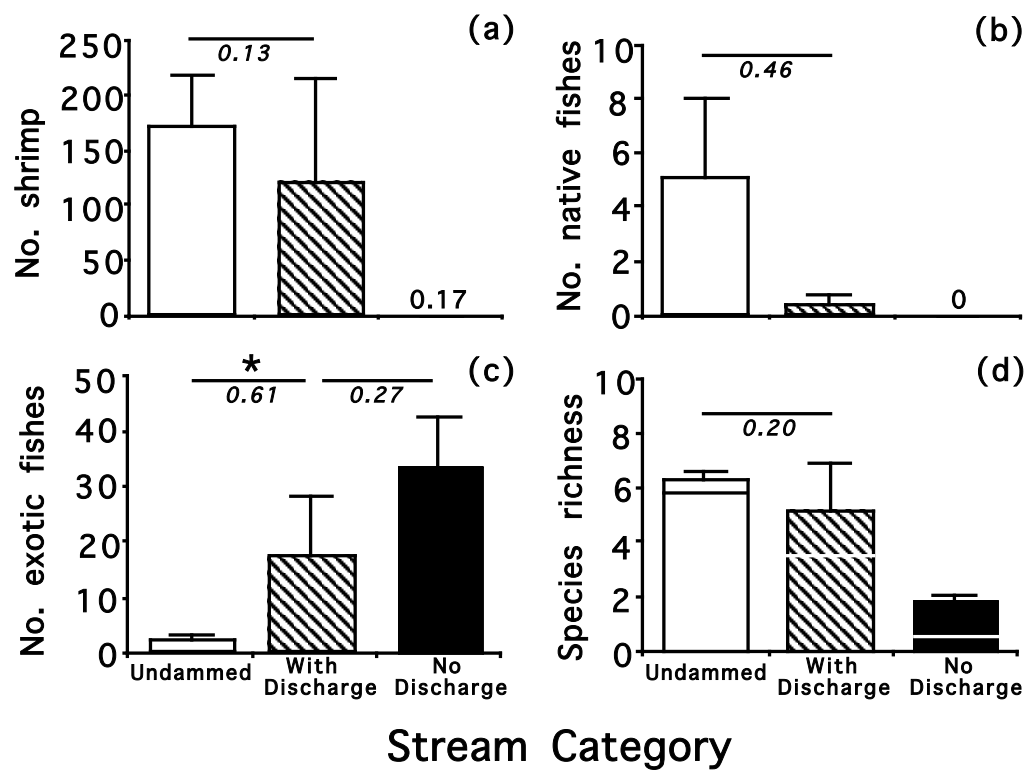 (a)
No. shrimp
250
200
150
100
50
0
0.13
0.17
(b)
No. native fishes
10
8
6
4
2
0
0.46
0
(c)
No. exotic fishes
50
40
30
20
10
0
*
0.61
0.27
Undammed
With
Discharge
No
Discharge
(d)
Species richness
10
8
6
4
2
0
0.20
Undammed
With
Discharge
No
Discharge
Stream Category